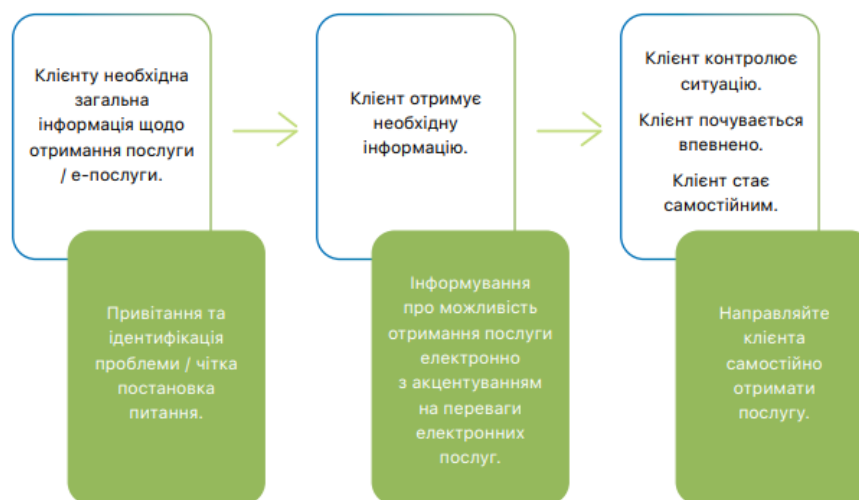 Клієнту необхідна
загальна
інформація щодо
отримання послуги
/ е-послуги.
Привітання та
ідентифікація
проблеми / чітка
постановка
питання.
Клієнт отримує
необхідну
інформацію.
Інформування
про можливість
отримання послуги
електронно
з акцентуванням
на переваги
електронних
послуг.
Клієнт контролює
ситуацію.
Клієнт почувається
впевнено.
Клієнт стає
самостійним.
Направляйте
клієнта
самостійно
отримати
послугу.